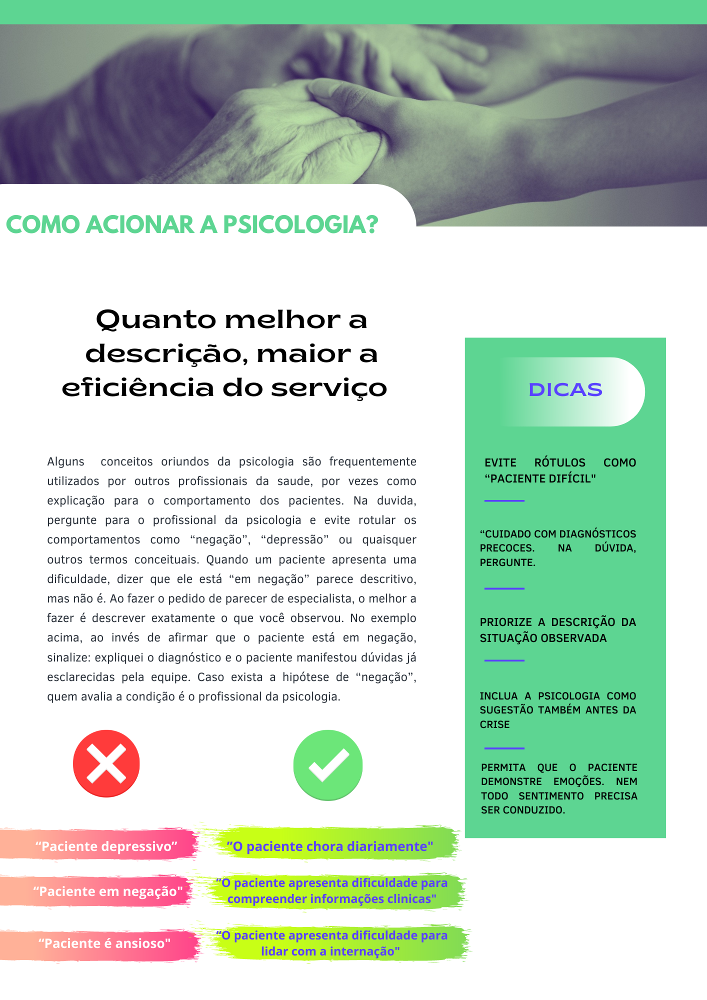 COMO ACIONAR A PSICOLOGIA?
Quanto melhor a
descrição, maior a
eficiência do serviço
Alguns conceitos oriundos da psicologia são frequentemente
utilizados por outros profissionais da saude, por vezes como
explicação para o comportamento dos pacientes. Na duvida,
pergunte para o profissional da psicologia e evite rotular os
comportamentos como “negação”, “depressão” ou quaisquer
outros termos conceituais. Quando um paciente apresenta uma
dificuldade, dizer que ele está “em negação” parece descritivo,
mas não é. Ao fazer o pedido de parecer de especialista, o melhor a
fazer é descrever exatamente o que você observou. No exemplo
acima, ao invés de afirmar que o paciente está em negação,
sinalize: expliquei o diagnóstico e o paciente manifestou dúvidas já
esclarecidas pela equipe. Caso exista a hipótese de “negação”,
quem avalia a condição é o profissional da psicologia.
“Paciente depressivo”
”O paciente chora diariamente"
“Paciente em negação"
”O paciente apresenta dificuldade para
compreender informações clinicas"
“Paciente é ansioso"
“O paciente apresenta dificuldade para
lidar com a internação"
DICAS
EVITE RÓTULOS COMO
“PACIENTE DIFÍCIL"
“CUIDADO COM DIAGNÓSTICOS
PRECOCES. NA DÚVIDA,
PERGUNTE.
PRIORIZE A DESCRIÇÃO DA
SITUAÇÃO OBSERVADA
INCLUA A PSICOLOGIA COMO
SUGESTÃO TAMBÉM ANTES DA
CRISE
PERMITA QUE O PACIENTE
DEMONSTRE EMOÇÕES. NEM
TODO SENTIMENTO PRECISA
SER CONDUZIDO.